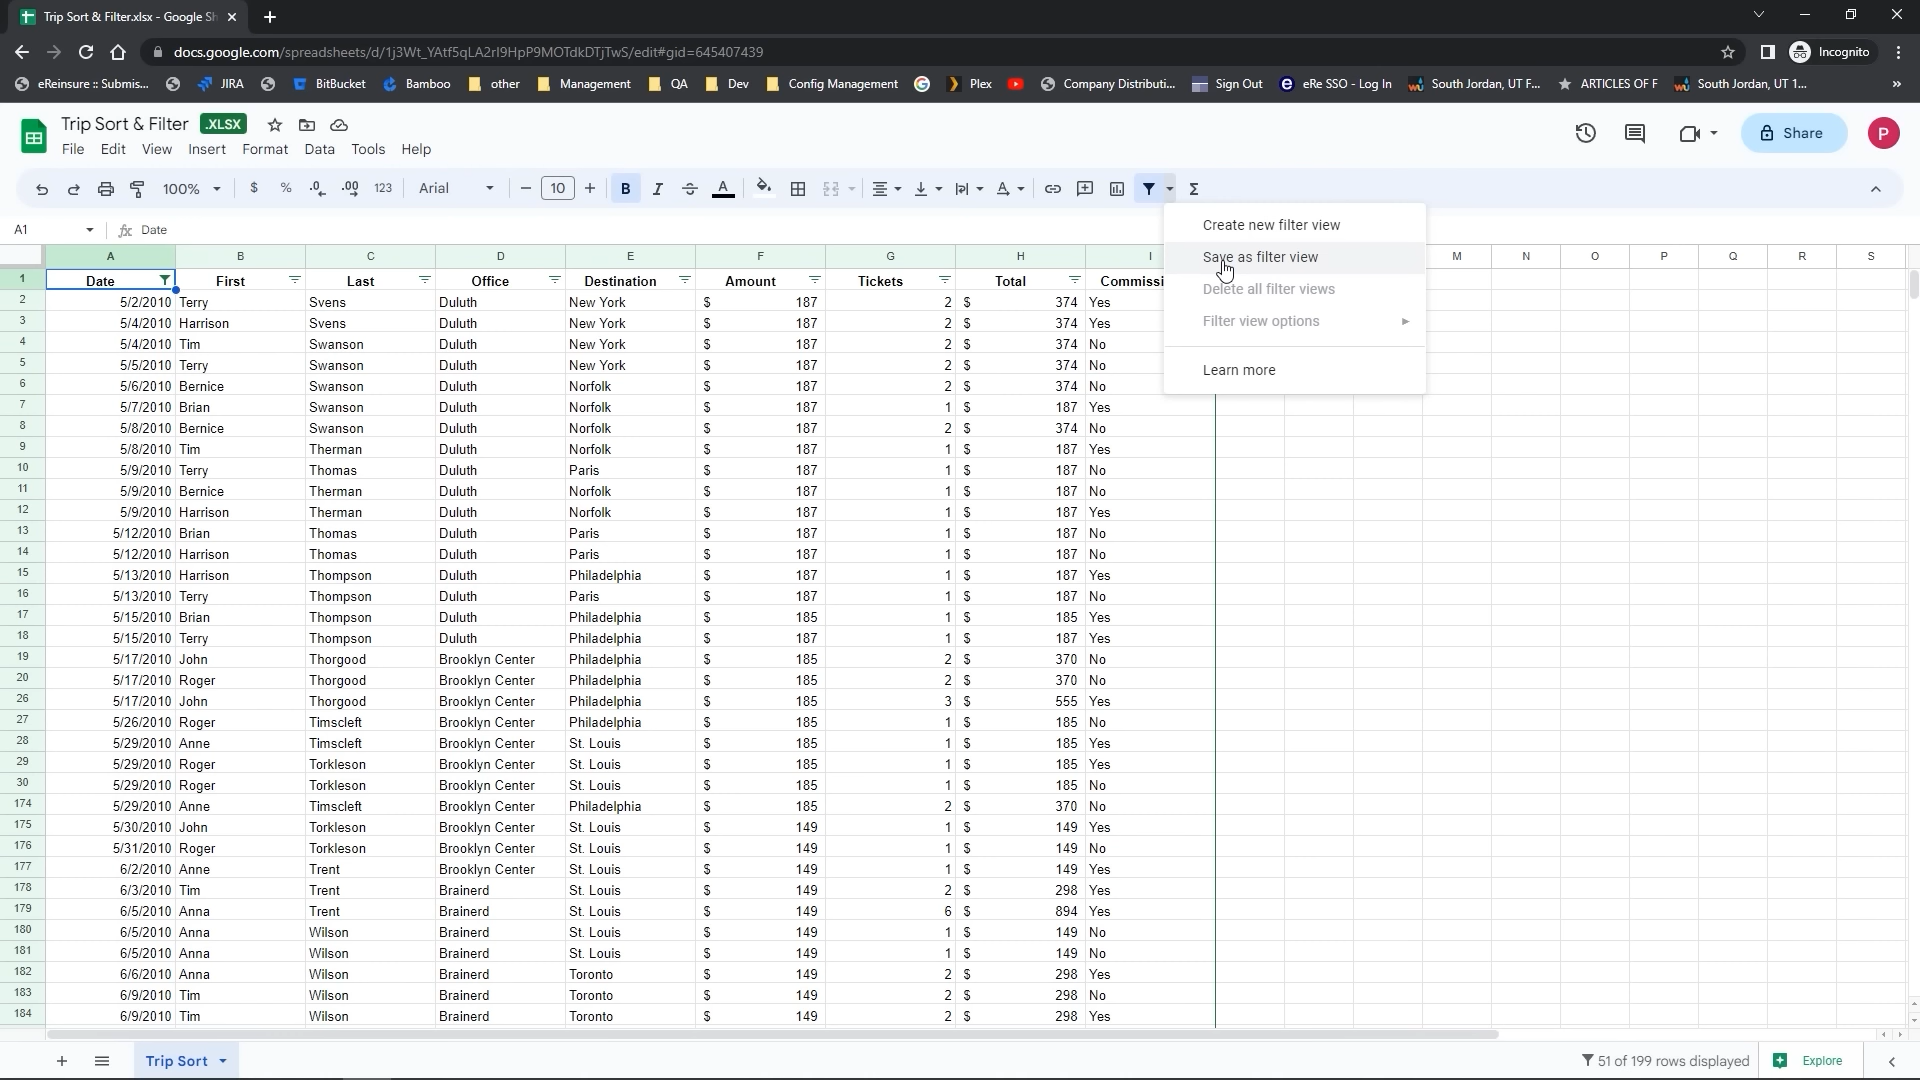 Trip Sort & Filter.xlsx - Google Sh
docs.google.com/spreadsheets/d/1j3Wt_YAtf5qLA2rI9HpP9MOTdkDTjTwS/edit#gid=645407439
Incognito
eReinsure :: Submis... JIRA BitBucket Bamboo other Management QA Dev Config Management Plex Company Distributi... Sign Out eRe SSO - Log In South Jordan, UT F... ARTICLES OF F South Jordan, UT 1... »
Trip Sort & Filter .XLSX
Share P
File Edit View Insert Format Data Tools Help
100% $ % .0 .00 123 Arial 10 B I A Σ
A1 fx Date
Create new filter view
Save as filter view
Delete all filter views
Filter view options
Learn more
A B C D E F G H I M N O P Q R S
1 Date First Last Office Destination Amount Tickets Total Commissi
2 5/2/2010 Terry Svens Duluth New York $ 187 2 $ 374 Yes
3 5/4/2010 Harrison Svens Duluth New York $ 187 2 $ 374 Yes
4 5/4/2010 Tim Swanson Duluth New York $ 187 2 $ 374 No
5 5/5/2010 Terry Swanson Duluth New York $ 187 2 $ 374 No
6 5/6/2010 Bernice Swanson Duluth Norfolk $ 187 2 $ 374 No
7 5/7/2010 Brian Swanson Duluth Norfolk $ 187 1 $ 187 Yes
8 5/8/2010 Bernice Swanson Duluth Norfolk $ 187 2 $ 374 No
9 5/8/2010 Tim Therman Duluth Norfolk $ 187 1 $ 187 Yes
10 5/9/2010 Terry Thomas Duluth Paris $ 187 1 $ 187 No
11 5/9/2010 Bernice Therman Duluth Norfolk $ 187 1 $ 187 No
12 5/9/2010 Harrison Therman Duluth Norfolk $ 187 1 $ 187 Yes
13 5/12/2010 Brian Thomas Duluth Paris $ 187 1 $ 187 No
14 5/12/2010 Harrison Thomas Duluth Paris $ 187 1 $ 187 No
15 5/13/2010 Harrison Thompson Duluth Philadelphia $ 187 1 $ 187 Yes
16 5/13/2010 Terry Thompson Duluth Paris $ 187 1 $ 187 No
17 5/15/2010 Brian Thompson Duluth Philadelphia $ 185 1 $ 185 Yes
18 5/15/2010 Terry Thompson Duluth Philadelphia $ 187 1 $ 187 Yes
19 5/17/2010 John Thorgood Brooklyn Center Philadelphia $ 185 2 $ 370 No
20 5/17/2010 Roger Thorgood Brooklyn Center Philadelphia $ 185 2 $ 370 No
26 5/17/2010 John Thorgood Brooklyn Center Philadelphia $ 185 3 $ 555 Yes
27 5/26/2010 Roger Timscleft Brooklyn Center Philadelphia $ 185 1 $ 185 No
28 5/29/2010 Anne Timscleft Brooklyn Center St. Louis $ 185 1 $ 185 Yes
29 5/29/2010 Roger Torkleson Brooklyn Center St. Louis $ 185 1 $ 185 Yes
30 5/29/2010 Roger Torkleson Brooklyn Center St. Louis $ 185 1 $ 185 No
174 5/29/2010 Anne Timscleft Brooklyn Center Philadelphia $ 185 2 $ 370 No
175 5/30/2010 John Torkleson Brooklyn Center St. Louis $ 149 1 $ 149 Yes
176 5/31/2010 Roger Torkleson Brooklyn Center St. Louis $ 149 1 $ 149 No
177 6/2/2010 Anne Trent Brooklyn Center St. Louis $ 149 1 $ 149 Yes
178 6/3/2010 Tim Trent Brainerd St. Louis $ 149 2 $ 298 Yes
179 6/5/2010 Anna Trent Brainerd St. Louis $ 149 6 $ 894 Yes
180 6/5/2010 Anna Wilson Brainerd St. Louis $ 149 1 $ 149 No
181 6/5/2010 Anna Wilson Brainerd St. Louis $ 149 1 $ 149 No
182 6/6/2010 Anna Wilson Brainerd Toronto $ 149 2 $ 298 Yes
183 6/9/2010 Tim Wilson Brainerd Toronto $ 149 2 $ 298 No
184 6/9/2010 Tim Wilson Brainerd Toronto $ 149 2 $ 298 Yes
Trip Sort 51 of 199 rows displayed Explore